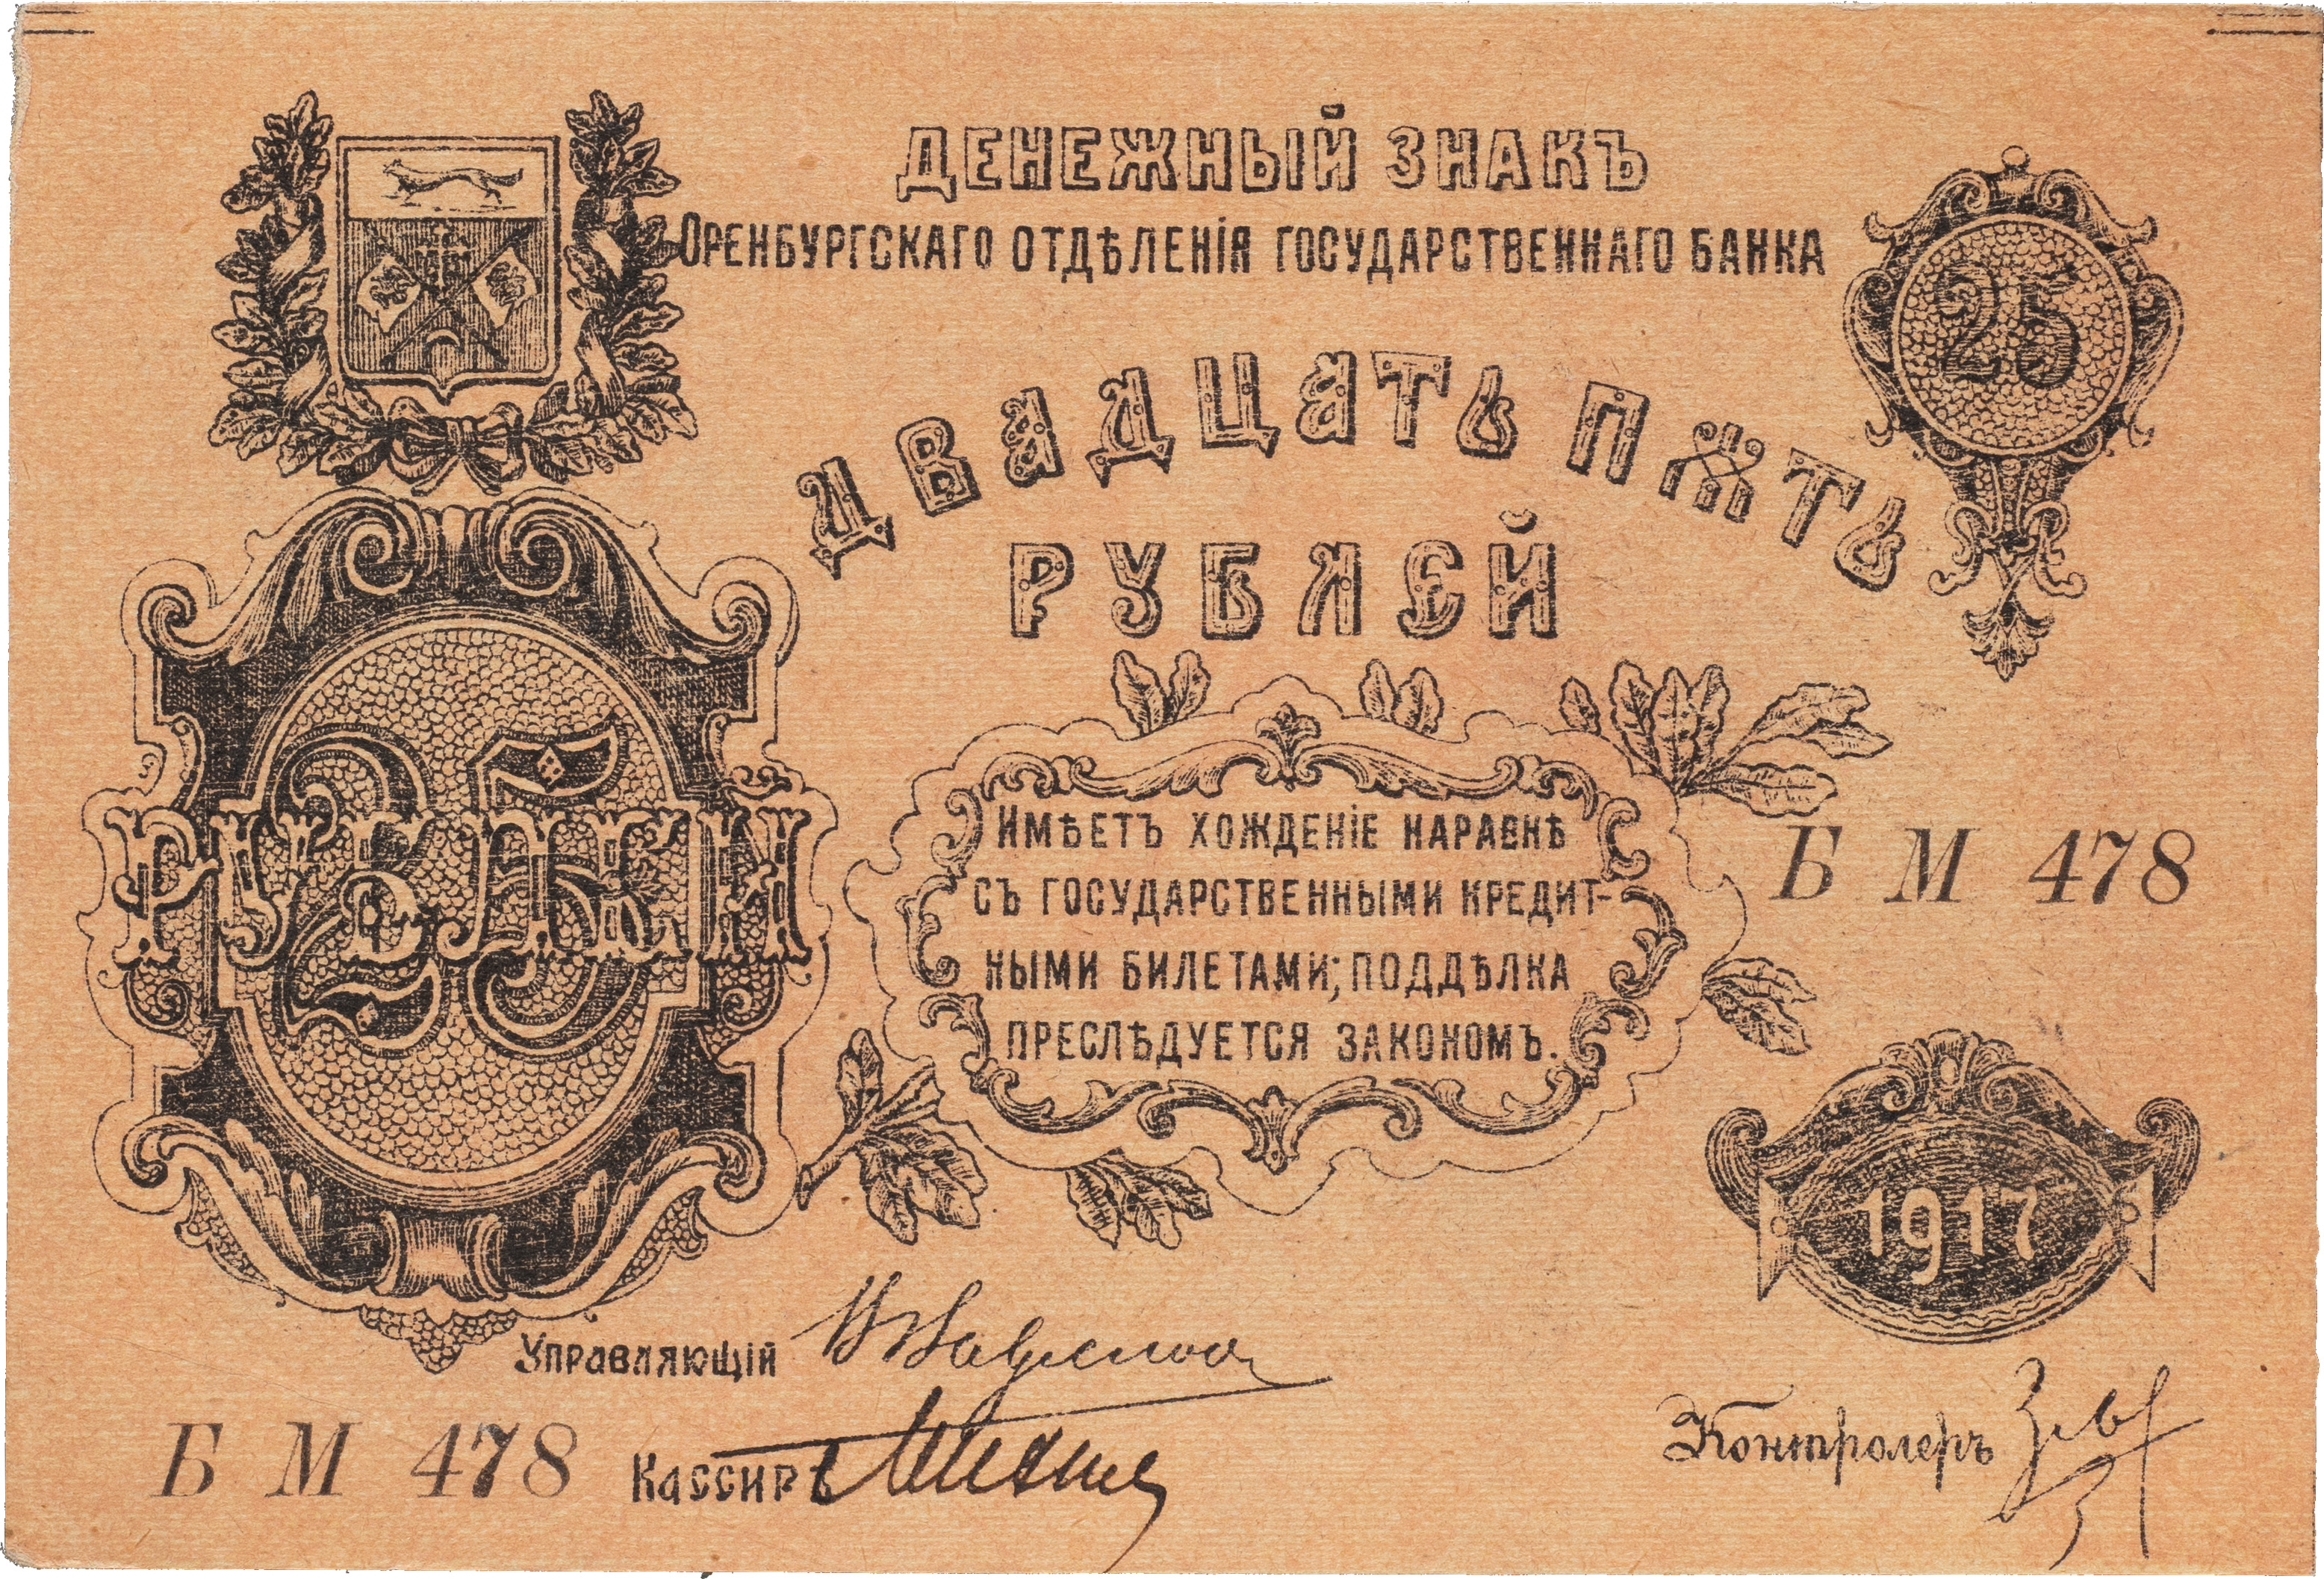 ДЕНЕЖНЫЙ ЗНАКЪ
ОРЕНБУРГСКАГО ОТДѢЛЕНІЯ ГОСУДАРСТВЕННАГО БАНКА
25
ДВАДЦАТЬ ПЯТЬ
РУБЛЕЙ
25
РУБЛЕЙ
ИМѢЕТЪ ХОЖДЕНІЕ НАРАВНѢ
СЪ ГОСУДАРСТВЕННЫМИ КРЕДИТ-
НЫМИ БИЛЕТАМИ; ПОДДѢЛКА
ПРЕСЛѢДУЕТСЯ ЗАКОНОМЪ.
Б М 478
1917
Управляющій
Б М 478
Кассиръ
Контролеръ